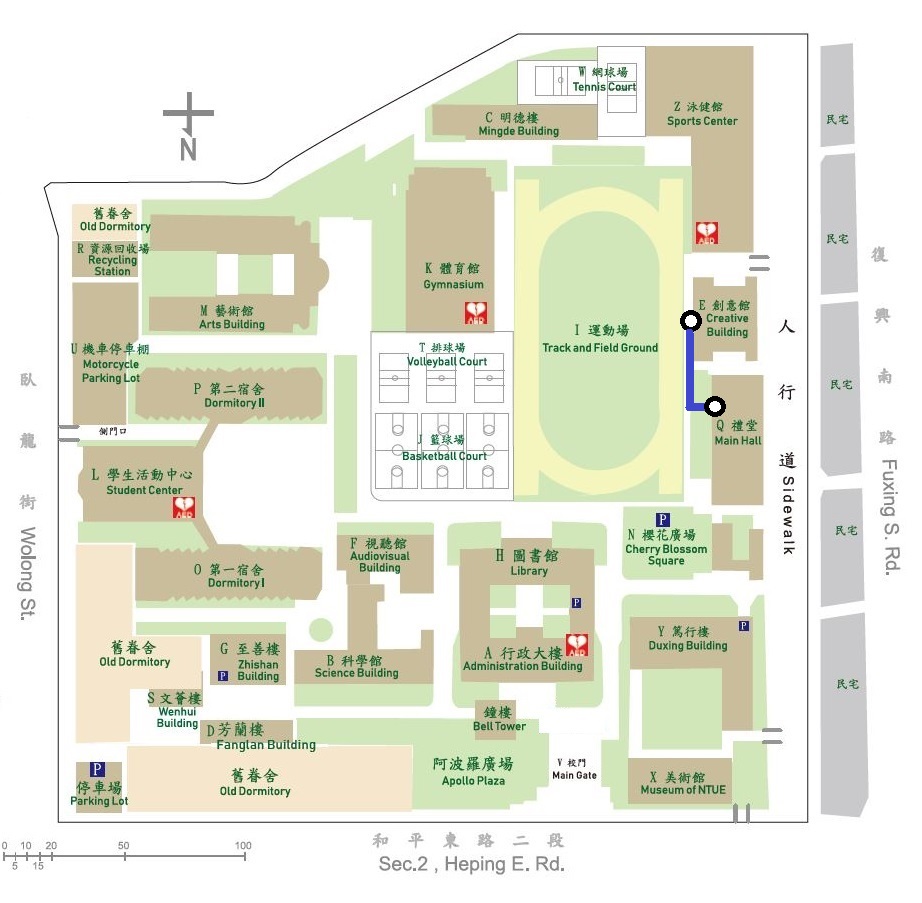 W 網球場
Tennis Court
C 明德樓
Mingde Building
Z 泳健館
Sports Center
民宅
N
舊眷舍
Old Dormitory
R 資源回收場
Recycling
Station
AED
民宅
復興南路 Fuxing S. Rd.
K 體育館
Gymnasium
AED
M 藝術館
Arts Building
E 創意館
Creative
Building
I 運動場
Track and Field Ground
人行道 Sidewalk
U 機車停車棚
Motorcycle
Parking Lot
T 排球場
Volleyball Court
P 第二宿舍
Dormitory II
民宅
臥龍街 Wolong St.
側門口
Q 禮堂
Main Hall
J 籃球場
Basketball Court
L 學生活動中心
Student Center
AED
P
N 櫻花廣場
Cherry Blossom
Square
民宅
F 視聽館
Audiovisual
Building
H 圖書館
Library
O 第一宿舍
Dormitory I
P
P
Y 篤行樓
Duxing Building
舊眷舍
Old Dormitory
G 至善樓
Zhishan
Building
P
B 科學館
Science Building
A 行政大樓
Administration Building
AED
民宅
S 文薈樓
Wenhui
Building
鐘樓
Bell Tower
D 芳蘭樓
Fanglan Building
P
停車場
Parking Lot
舊眷舍
Old Dormitory
阿波羅廣場
Apollo Plaza
V 校門
Main Gate
X 美術館
Museum of NTUE
0 10 20 50 100
5 15
和平東路二段
Sec.2 , Heping E. Rd.